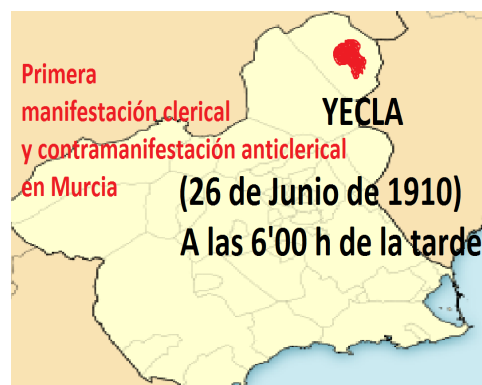 Primera
manifestación clerical
y contramanifestación anticlerical
en Murcia
YECLA
(26 de Junio de 1910)
A las 6'00 h de la tarde